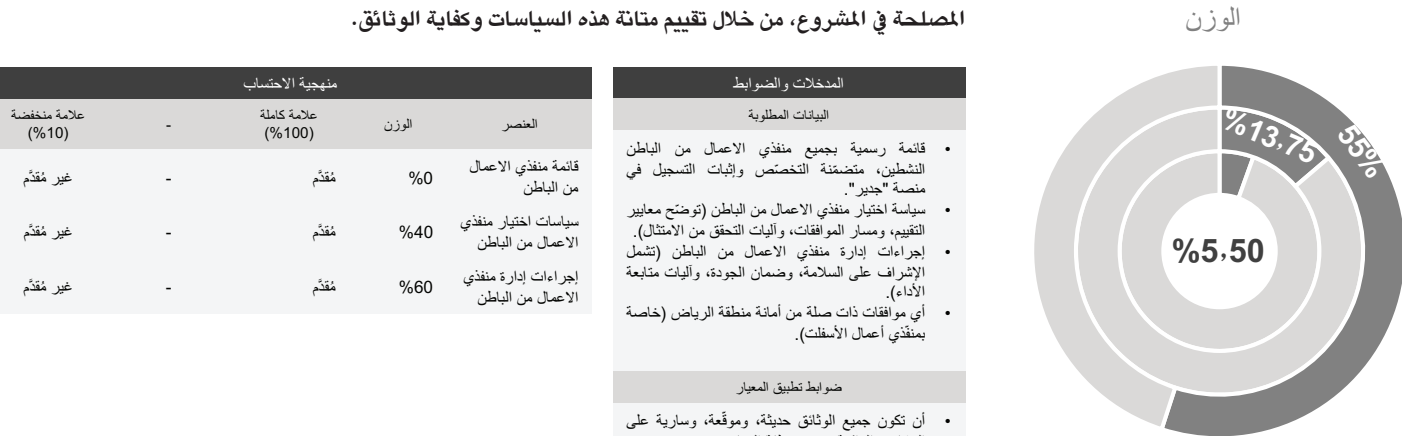 الوزن
المصلحة في المشروع، من خلال تقييم متانة هذه السياسات وكفاية الوثائق.
55%
%13,75
%5,50
المدخلات والضوابط
البيانات المطلوبة
• قائمة رسمية بجميع منفذي الاعمال من الباطن
النشطين، متضمّنة التخصّص وإثبات التسجيل في
منصة "جدير".
• سياسة اختيار منفذي الاعمال من الباطن (توضّح معايير
التقييم، ومسار الموافقات، وآليات التحقق من الامتثال).
• إجراءات إدارة منفذي الاعمال من الباطن (تشمل
الإشراف على السلامة، وضمان الجودة، وآليات متابعة
الأداء).
• أي موافقات ذات صلة من أمانة منطقة الرياض (خاصة
بمنفّذي أعمال الأسفلت).
ضوابط تطبيق المعيار
• أن تكون جميع الوثائق حديثة، وموقّعة، وسارية على
منهجية الاحتساب
العنصر الوزن علامة كاملة (100%) - علامة منخفضة (10%)
قائمة منفذي الاعمال من الباطن %0 مُقدَّم - غير مُقدَّم
سياسات اختيار منفذي الاعمال من الباطن %40 مُقدَّم - غير مُقدَّم
إجراءات إدارة منفذي الاعمال من الباطن %60 مُقدَّم - غير مُقدَّم